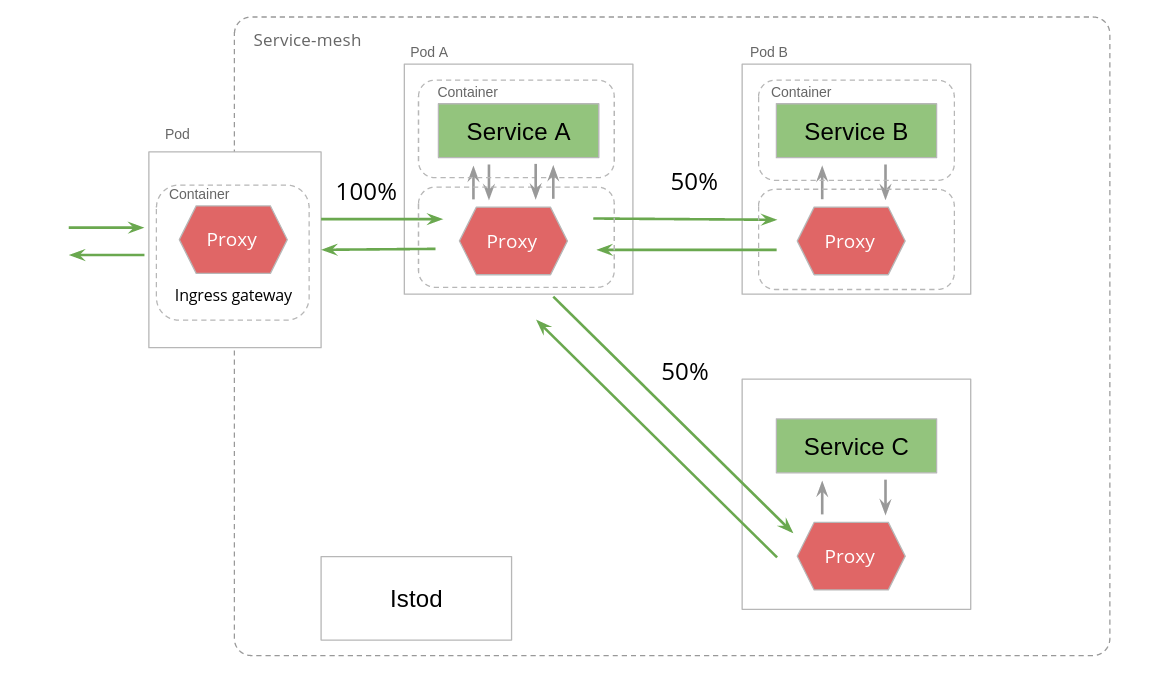 Service-mesh
Pod A
Pod B
Container
Container
Service A
Service B
Pod
Container
100%
50%
Proxy
Proxy
Proxy
Ingress gateway
50%
Service C
Proxy
Istod